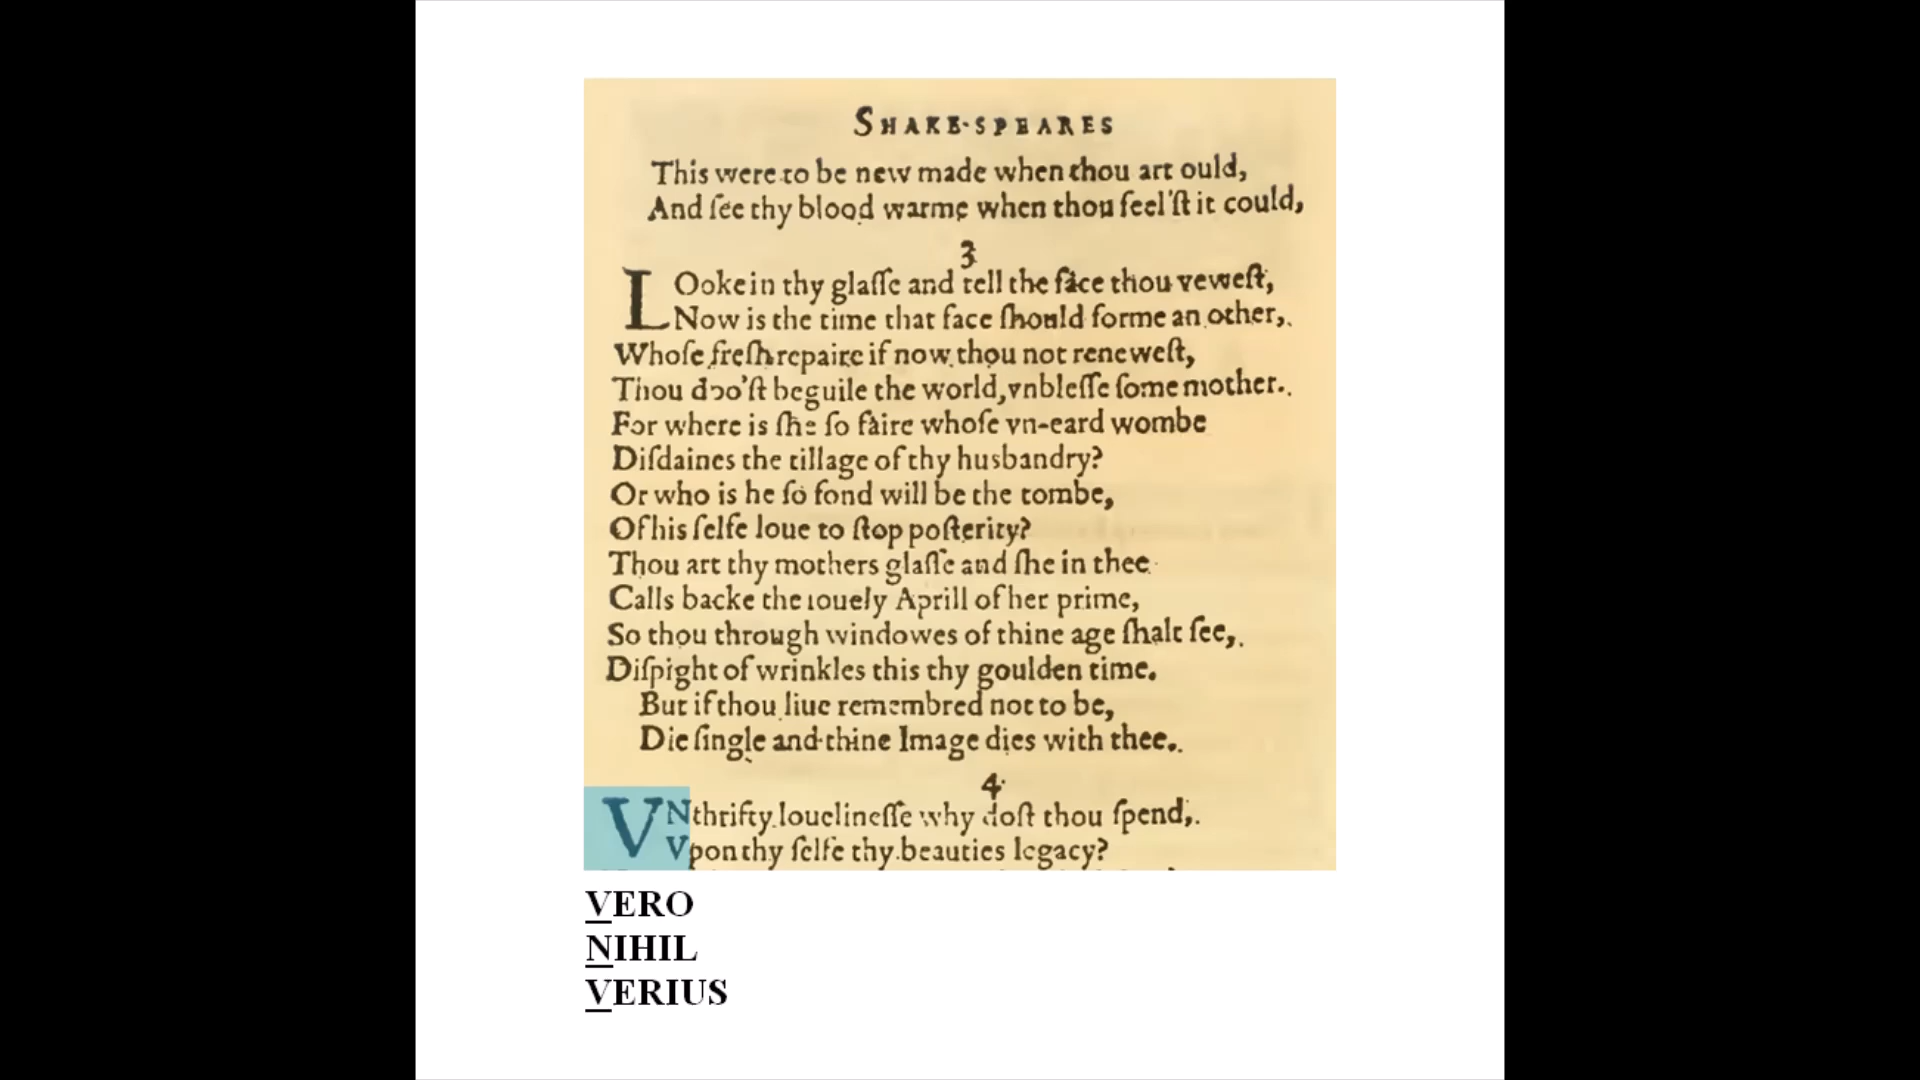 SHAKE-SPEARES
This were to be new made when thou art ould,
And ſee thy blood warme when thou feel'ſt it could,
3
LOoke in thy glaſſe and tell the face thou veweſt,
Now is the time that face ſhould forme an other,
Whoſe freſh repaire if now thou not reneweſt,
Thou doo'ſt beguile the world, vnbleſſe ſome mother.
For where is ſhe ſo faire whoſe vn-eard wombe
Diſdaines the tillage of thy husbandry?
Or who is he ſo fond will be the tombe,
Of his ſelfe loue to ſtop poſterity?
Thou art thy mothers glaſſe and ſhe in thee
Calls backe the louely Aprill of her prime,
So thou through windowes of thine age ſhalt ſee,
Diſpight of wrinkles this thy goulden time.
But if thou liue remembred not to be,
Die ſingle and thine Image dies with thee.
4
VNthrifty louelineſſe why doſt thou ſpend,
Vpon thy ſelfe thy beauties legacy?
VERO
NIHIL
VERIUS